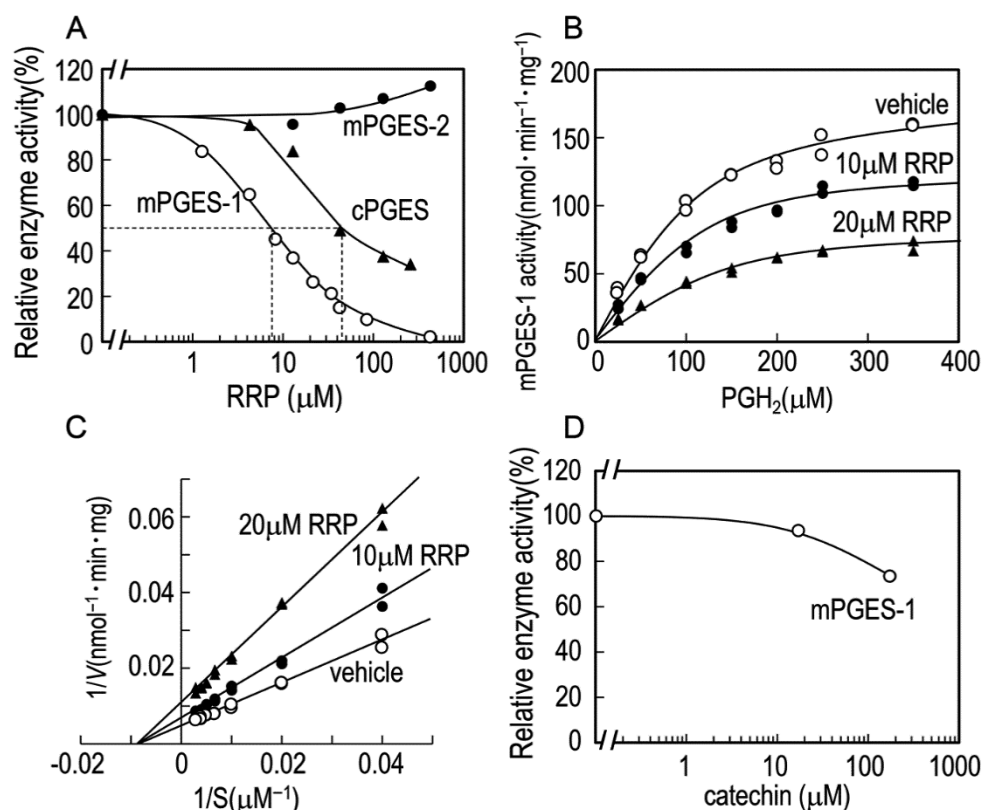 A
Relative enzyme activity(%)
120
100
80
60
40
20
0
mPGES-2
mPGES-1
cPGES
1
10
100
1000
RRP (μM)
B
mPGES-1 activity(nmol·min⁻¹·mg⁻¹)
200
150
100
50
0
vehicle
10μM RRP
20μM RRP
0
100
200
300
400
PGH₂(μM)
C
1/V(nmol⁻¹·min·mg)
0.06
0.04
0.02
20μM RRP
10μM RRP
vehicle
-0.02
0
0.02
0.04
1/S(μM⁻¹)
D
Relative enzyme activity(%)
120
100
80
60
40
20
0
mPGES-1
1
10
100
1000
catechin (μM)